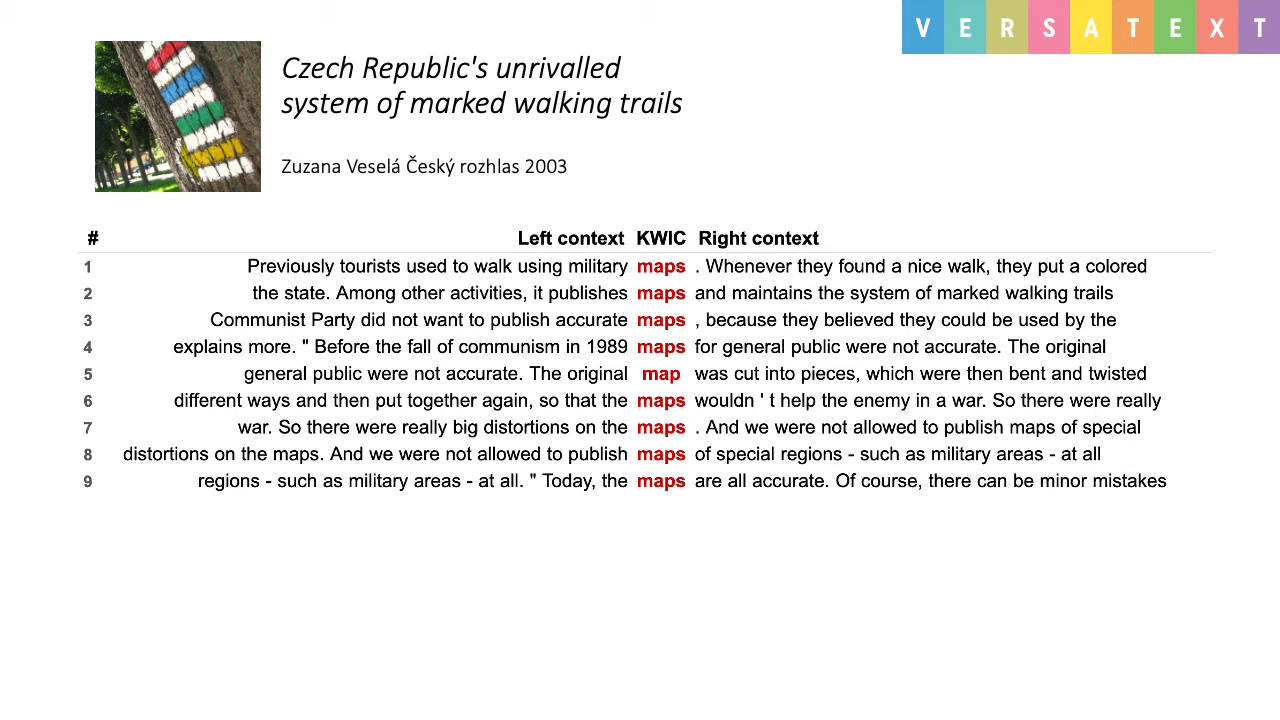 VERSATEXT
Czech Republic's unrivalled
system of marked walking trails
Zuzana Veselá Český rozhlas 2003
# Left context KWIC Right context
1 Previously tourists used to walk using military maps . Whenever they found a nice walk, they put a colored
2 the state. Among other activities, it publishes maps and maintains the system of marked walking trails
3 Communist Party did not want to publish accurate maps , because they believed they could be used by the
4 explains more. " Before the fall of communism in 1989 maps for general public were not accurate. The original
5 general public were not accurate. The original map was cut into pieces, which were then bent and twisted
6 different ways and then put together again, so that the maps wouldn ' t help the enemy in a war. So there were really
7 war. So there were really big distortions on the maps . And we were not allowed to publish maps of special
8 distortions on the maps. And we were not allowed to publish maps of special regions - such as military areas - at all
9 regions - such as military areas - at all. " Today, the maps are all accurate. Of course, there can be minor mistakes